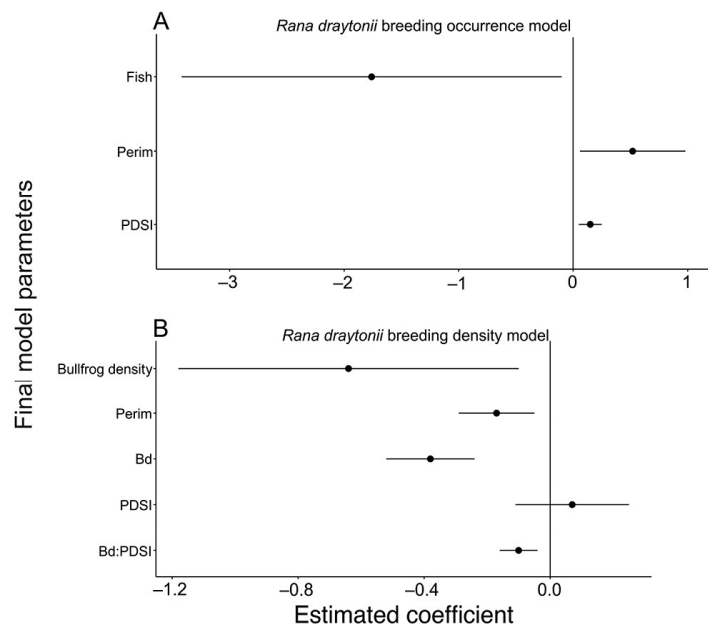 A
Rana draytonii breeding occurrence model
Fish
Perim
PDSI
−3
−2
−1
0
1
B
Rana draytonii breeding density model
Bullfrog density
Perim
Bd
PDSI
Bd:PDSI
−1.2
−0.8
−0.4
0.0
Estimated coefficient
Final model parameters